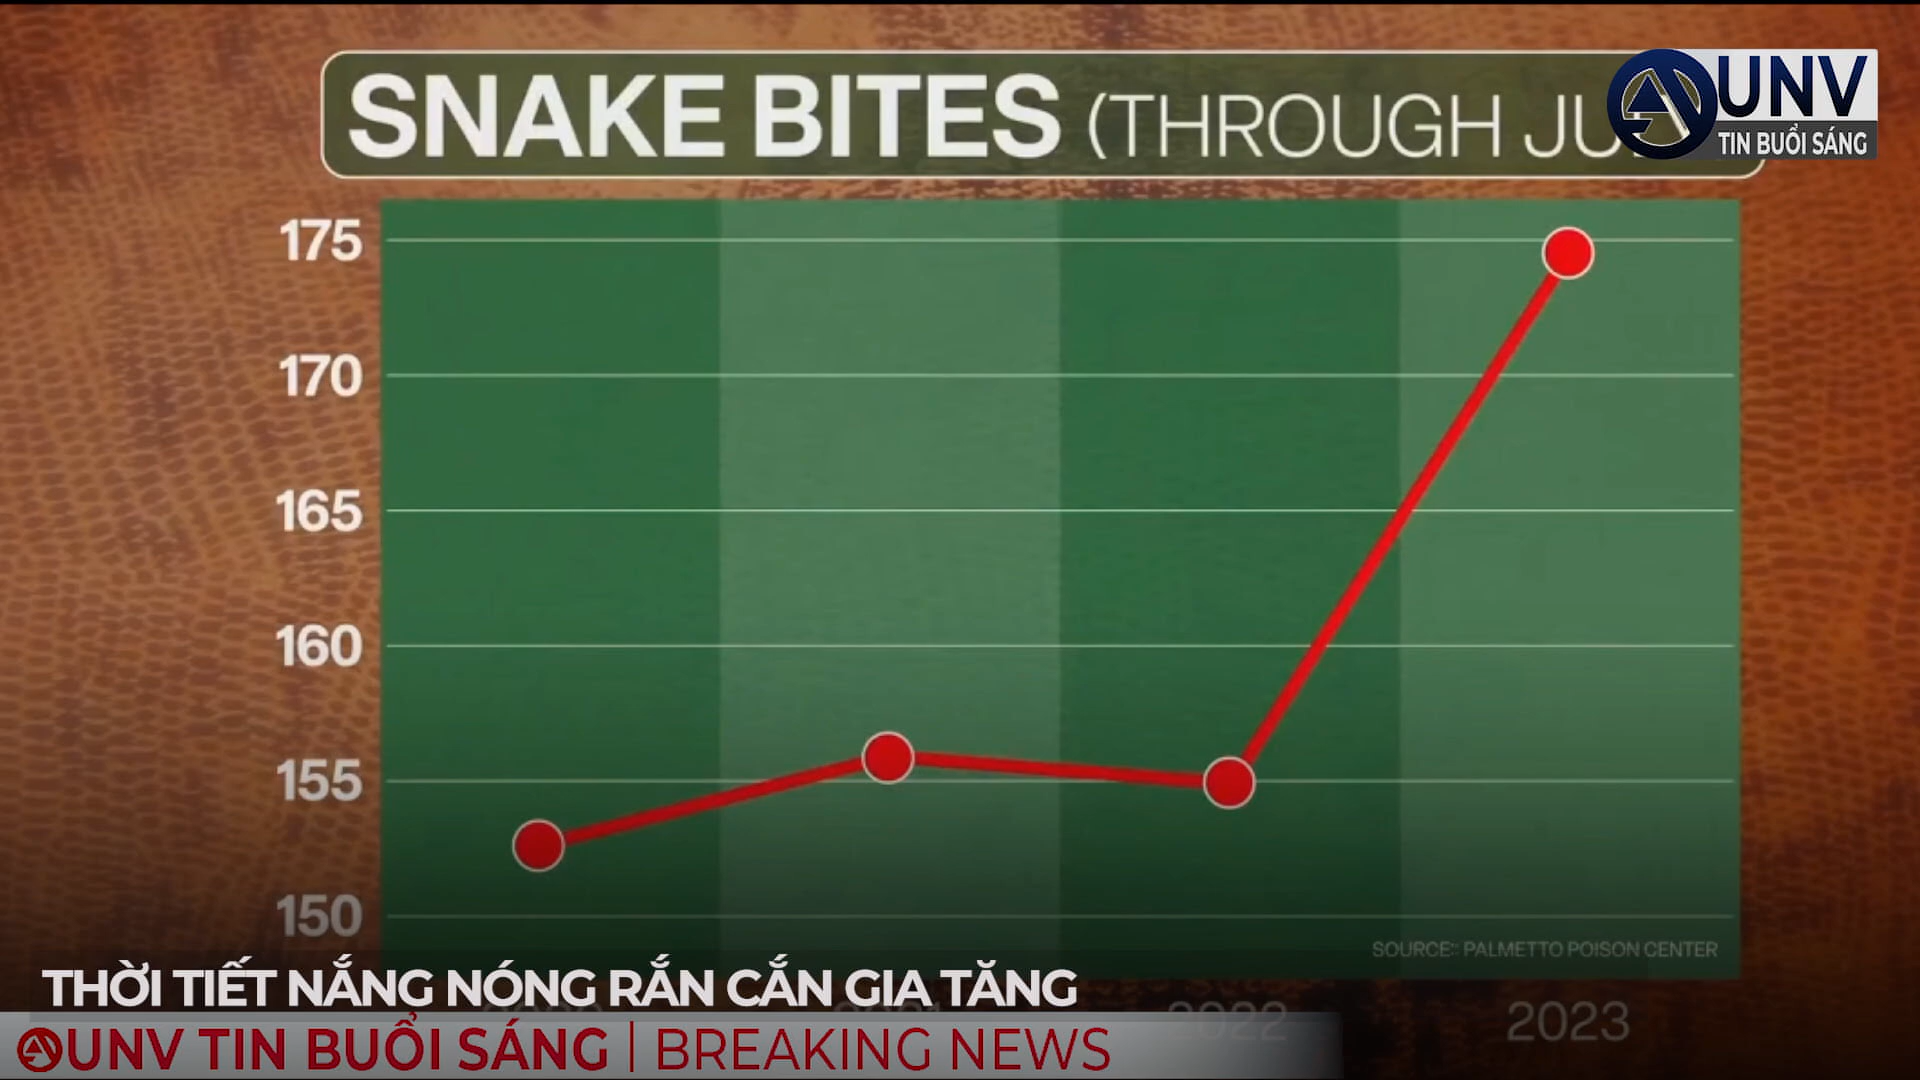 SNAKE BITES (THROUGH JU
UNV
TIN BUỔI SÁNG
175
170
165
160
155
150
SOURCE:: PALMETTO POISON CENTER
2022
2023
THỜI TIẾT NẮNG NÓNG RẮN CẮN GIA TĂNG
UNV TIN BUỔI SÁNG | BREAKING NEWS